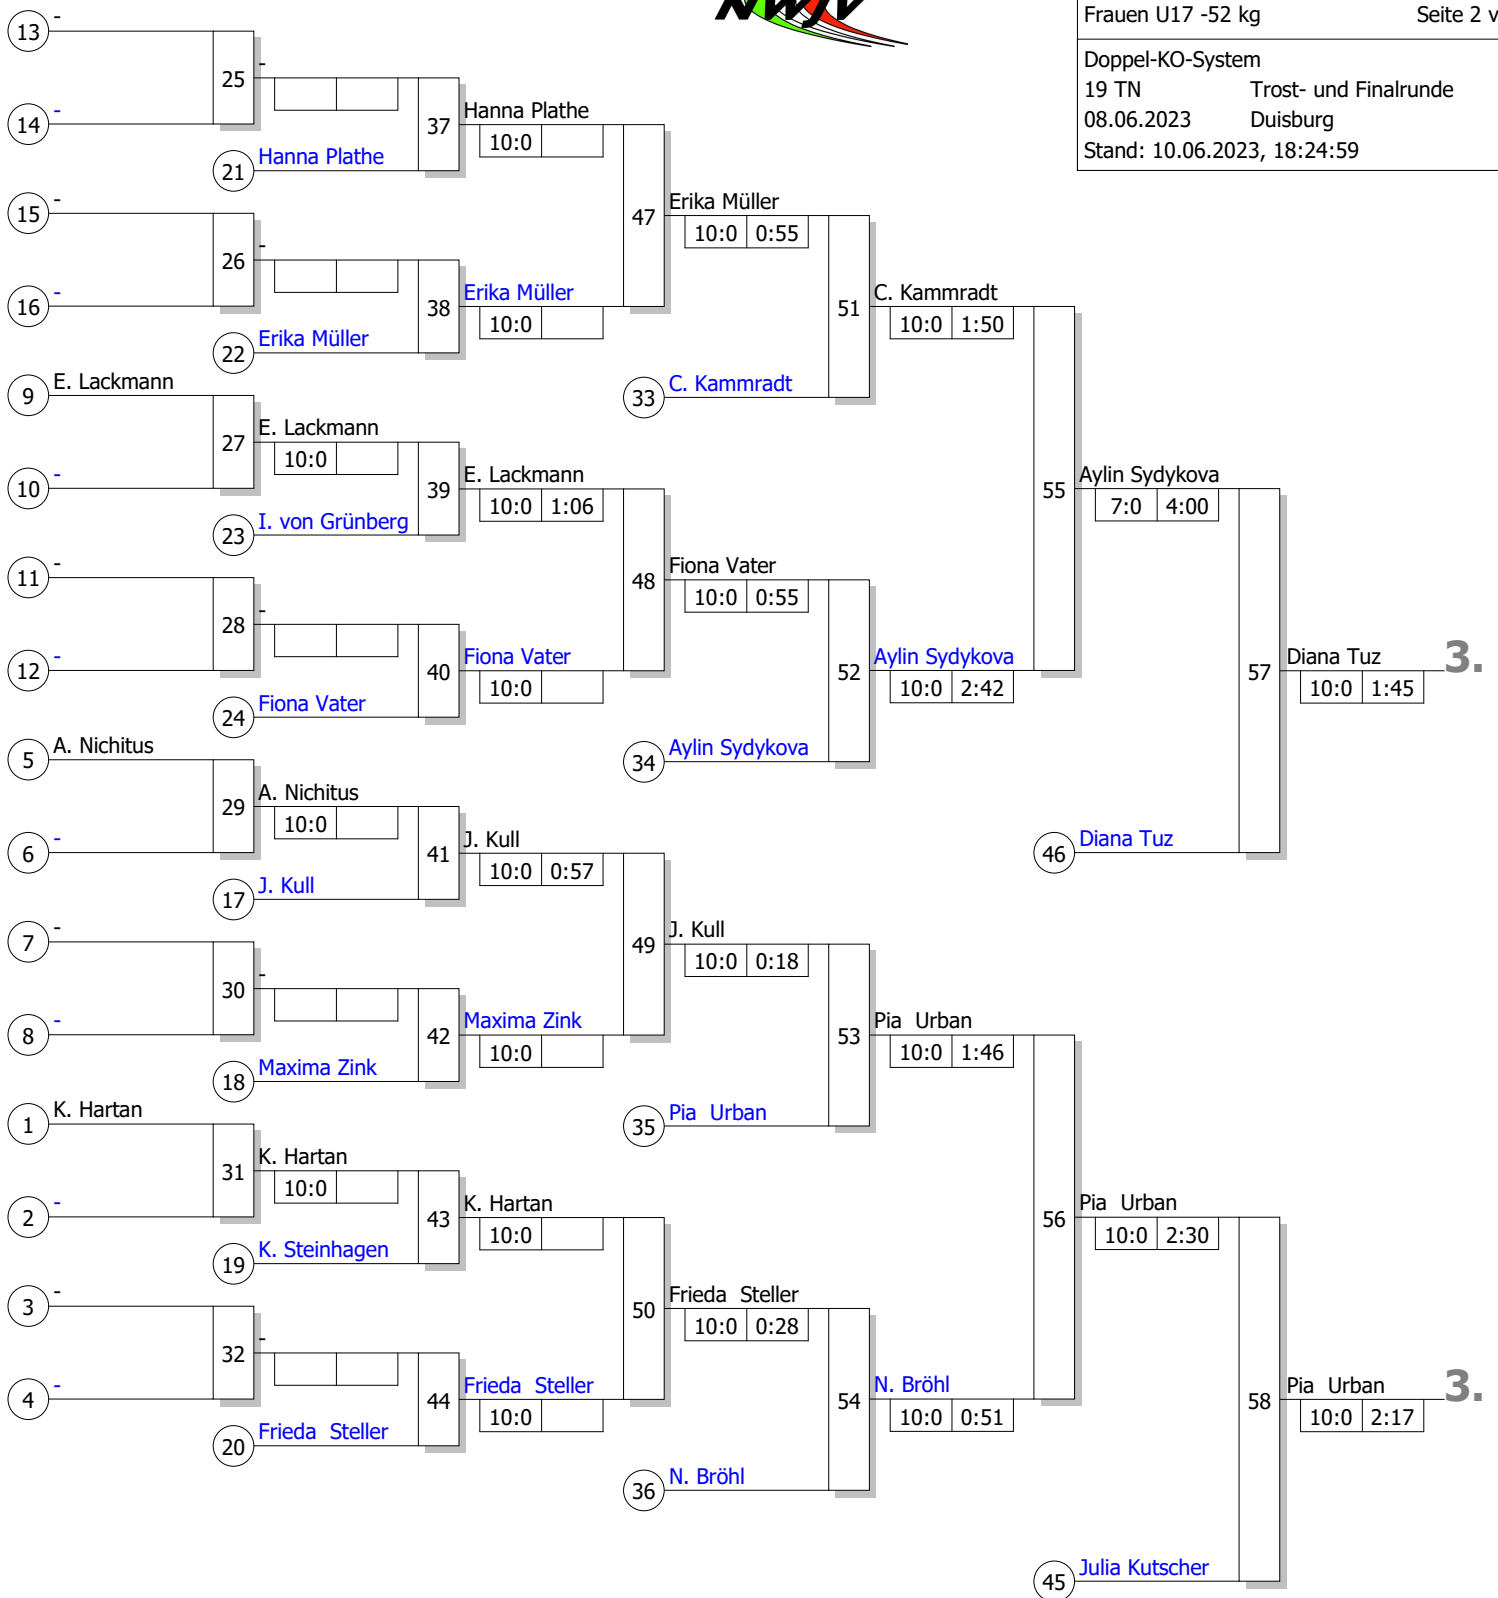 NWJV
Frauen U17 -52 kg Seite 2 v
Doppel-KO-System
19 TN Trost- und Finalrunde
08.06.2023 Duisburg
Stand: 10.06.2023, 18:24:59
13 -
25 -
14 -
37 Hanna Plathe
10:0
21 Hanna Plathe
15 -
47 Erika Müller
10:0 0:55
26 -
16 -
38 Erika Müller
10:0
22 Erika Müller
51 C. Kammradt
10:0 1:50
9 E. Lackmann
33 C. Kammradt
27 E. Lackmann
10:0
10 -
39 E. Lackmann
10:0 1:06
23 I. von Grünberg
55 Aylin Sydykova
7:0 4:00
11 -
48 Fiona Vater
10:0 0:55
28 -
12 -
40 Fiona Vater
10:0
24 Fiona Vater
52 Aylin Sydykova
10:0 2:42
57 Diana Tuz 3.
10:0 1:45
5 A. Nichitus
34 Aylin Sydykova
29 A. Nichitus
10:0
6 -
41 J. Kull
10:0 0:57
46 Diana Tuz
17 J. Kull
7 -
49 J. Kull
10:0 0:18
30 -
8 -
42 Maxima Zink
10:0
18 Maxima Zink
53 Pia Urban
10:0 1:46
1 K. Hartan
35 Pia Urban
31 K. Hartan
10:0
2 -
43 K. Hartan
10:0
19 K. Steinhagen
56 Pia Urban
10:0 2:30
3 -
50 Frieda Steller
10:0 0:28
32 -
4 -
44 Frieda Steller
10:0
20 Frieda Steller
54 N. Bröhl
10:0 0:51
58 Pia Urban 3.
10:0 2:17
36 N. Bröhl
45 Julia Kutscher